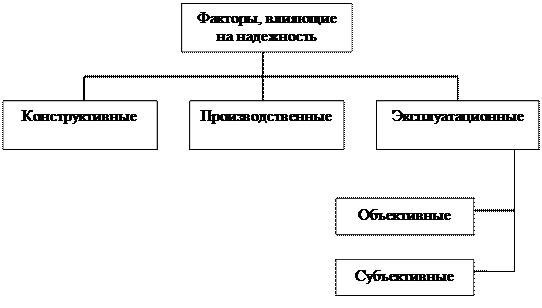 Факторы, влияющие
на надежность
Конструктивные
Производственные
Эксплуатационные
Объективные
Субъективные